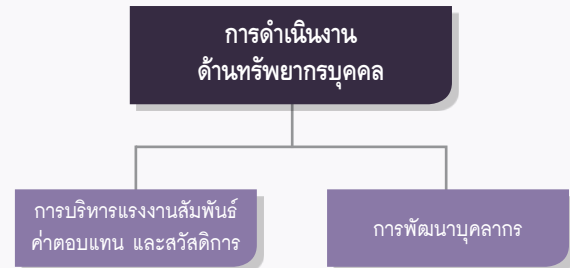 การดำเนินงาน
ด้านทรัพยากรบุคคล
การบริหารแรงงานสัมพันธ์
ค่าตอบแทน และสวัสดิการ
การพัฒนาบุคลากร